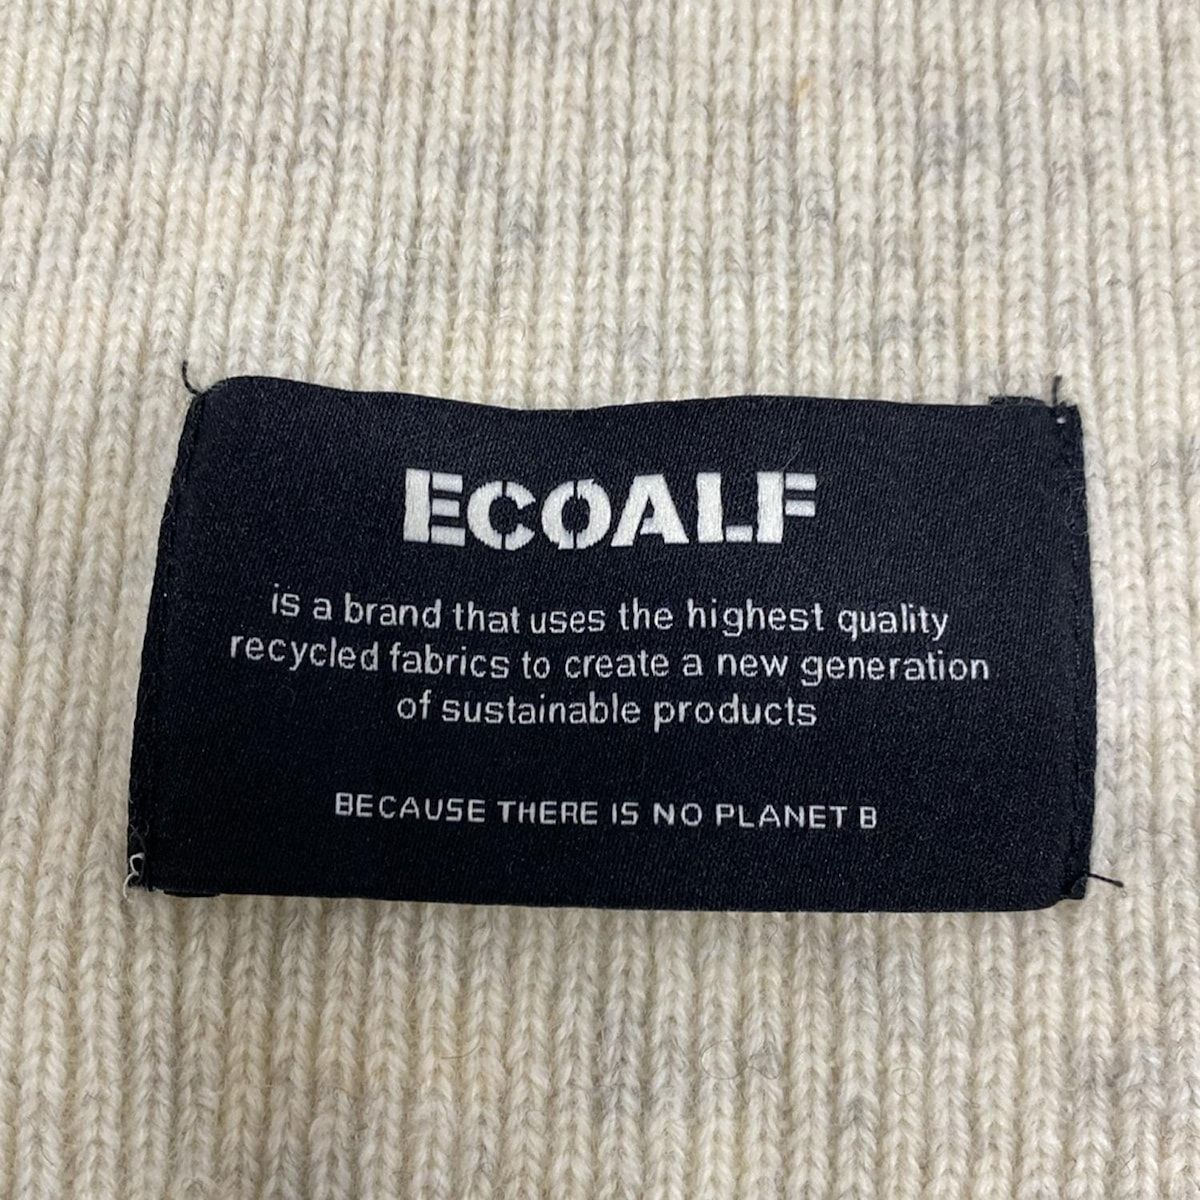 ECOALF
is a brand that uses the highest quality
recycled fabrics to create a new generation
of sustainable products
BECAUSE THERE IS NO PLANET B